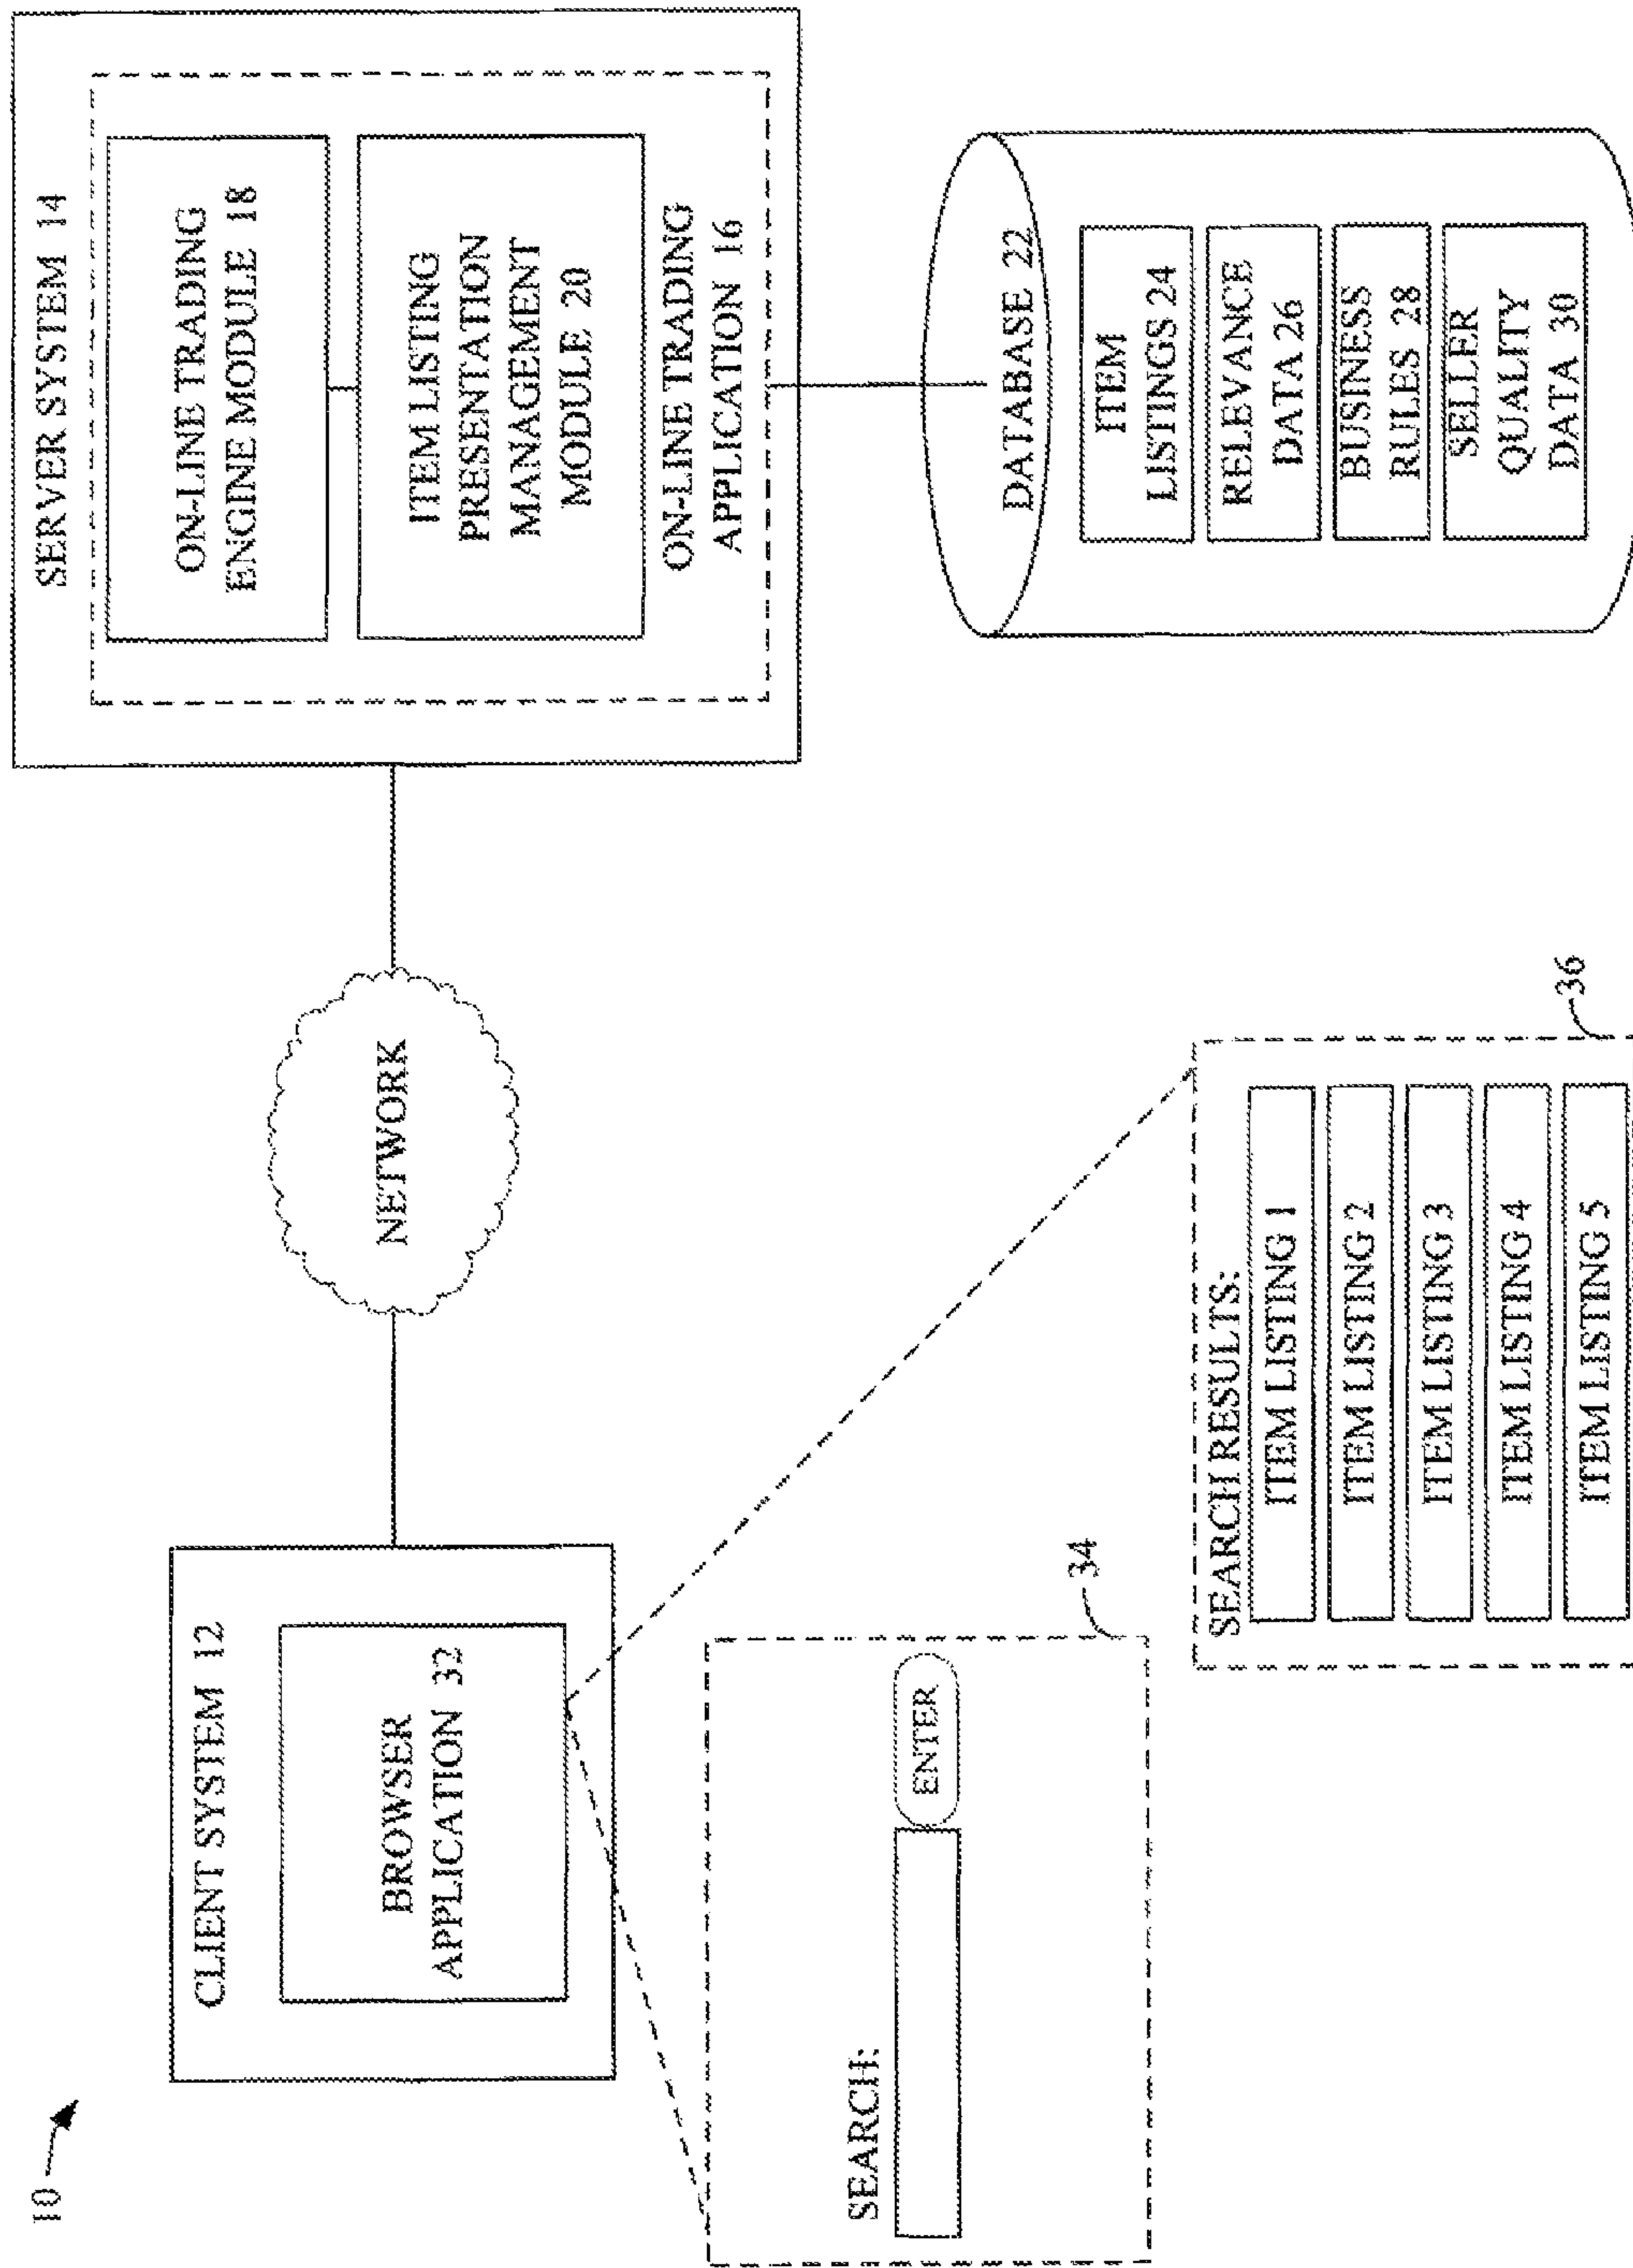 10
CLIENT SYSTEM 12
BROWSER
APPLICATION 32
NETWORK
SERVER SYSTEM 14
ON-LINE TRADING
ENGINE MODULE 18
ITEM LISTING
PRESENTATION
MANAGEMENT
MODULE 20
ON-LINE TRADING
APPLICATION 16
SEARCH:
ENTER
34
SEARCH RESULTS:
ITEM LISTING 1
ITEM LISTING 2
ITEM LISTING 3
ITEM LISTING 4
ITEM LISTING 5
36
DATABASE 22
ITEM
LISTINGS 24
RELEVANCE
DATA 26
BUSINESS
RULES 28
SELLER
QUALITY
DATA 30